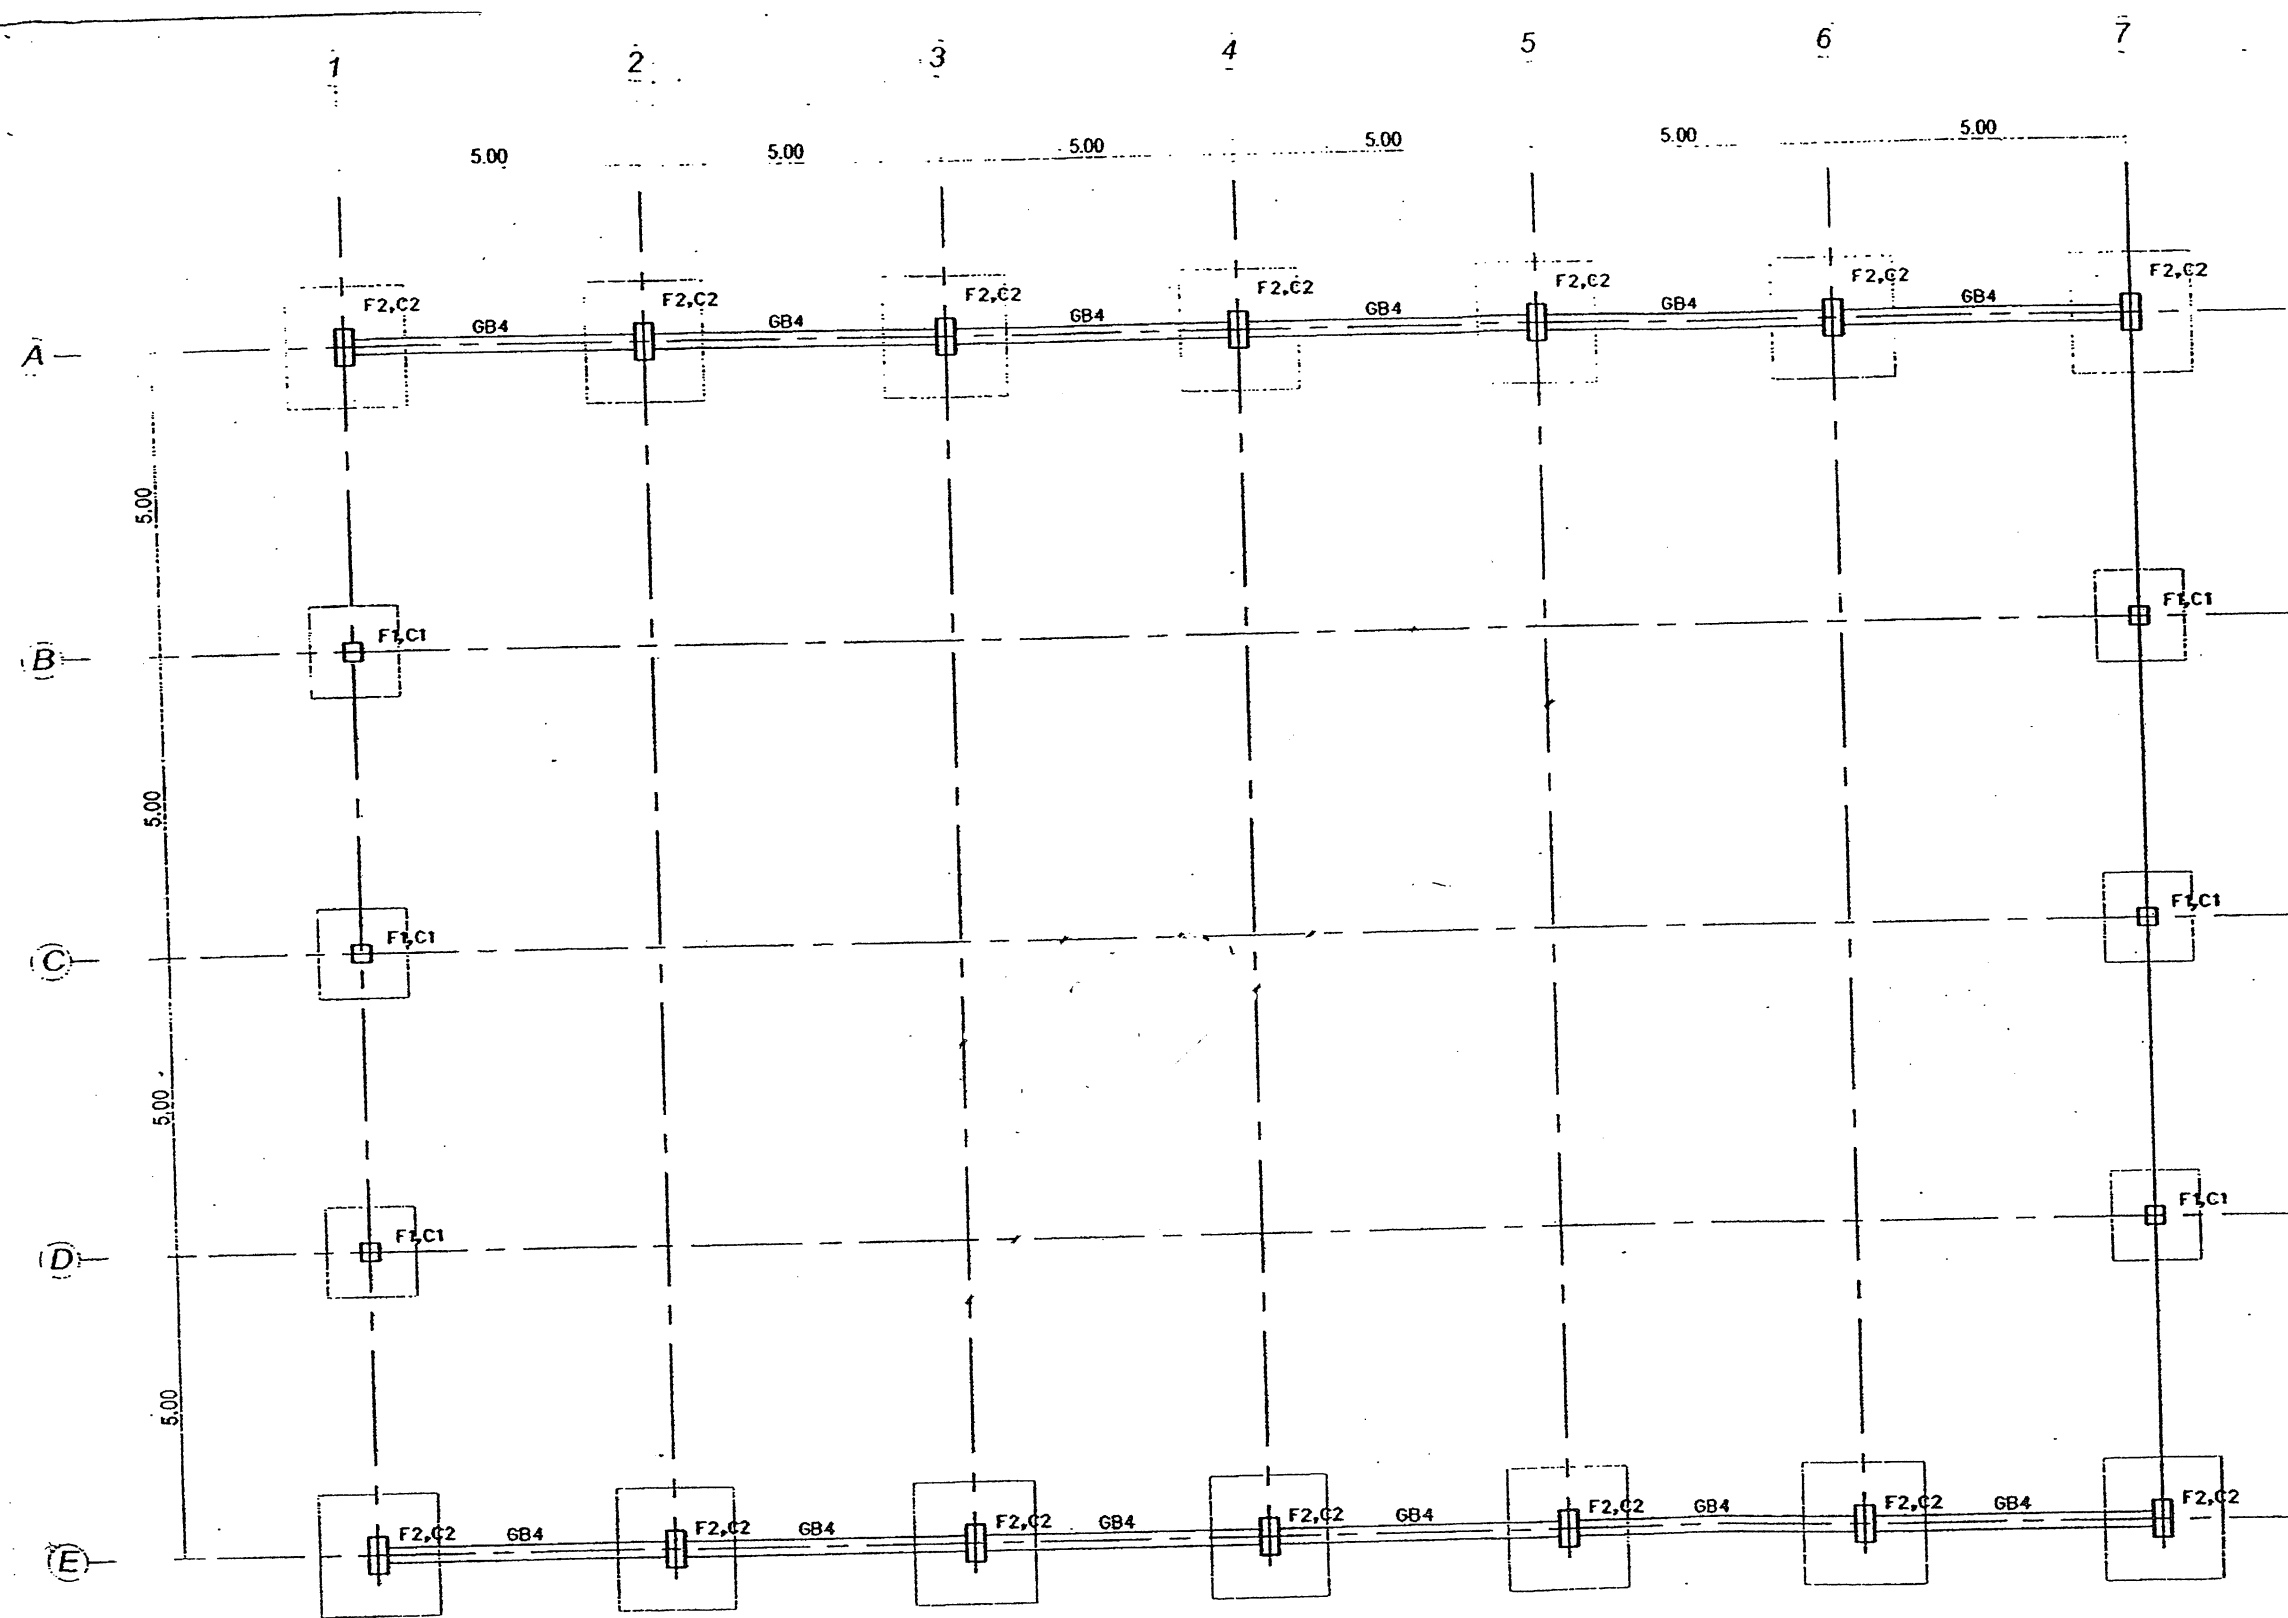 1 2 3 4 5 6 7
5.00 5.00 5.00 5.00 5.00 5.00
F2,C2 F2,C2 F2,C2 F2,C2 F2,C2 F2,C2 F2,C2
A GB4 GB4 GB4 GB4 GB4 GB4
5.00
F1,C1 F1,C1
B
5.00
F1,C1 F1,C1
C
5.00
F1,C1 F1,C1
D
5.00
F2,C2 GB4 F2,C2 GB4 F2,C2 GB4 F2,C2 GB4 F2,C2 GB4 F2,C2 GB4 F2,C2
E